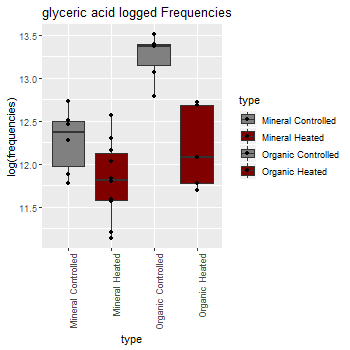 glyceric acid logged Frequencies
log(frequencies)
13.5
13.0
12.5
12.0
11.5
Mineral Controlled
Mineral Heated
Organic Controlled
Organic Heated
type
type
Mineral Controlled
Mineral Heated
Organic Controlled
Organic Heated